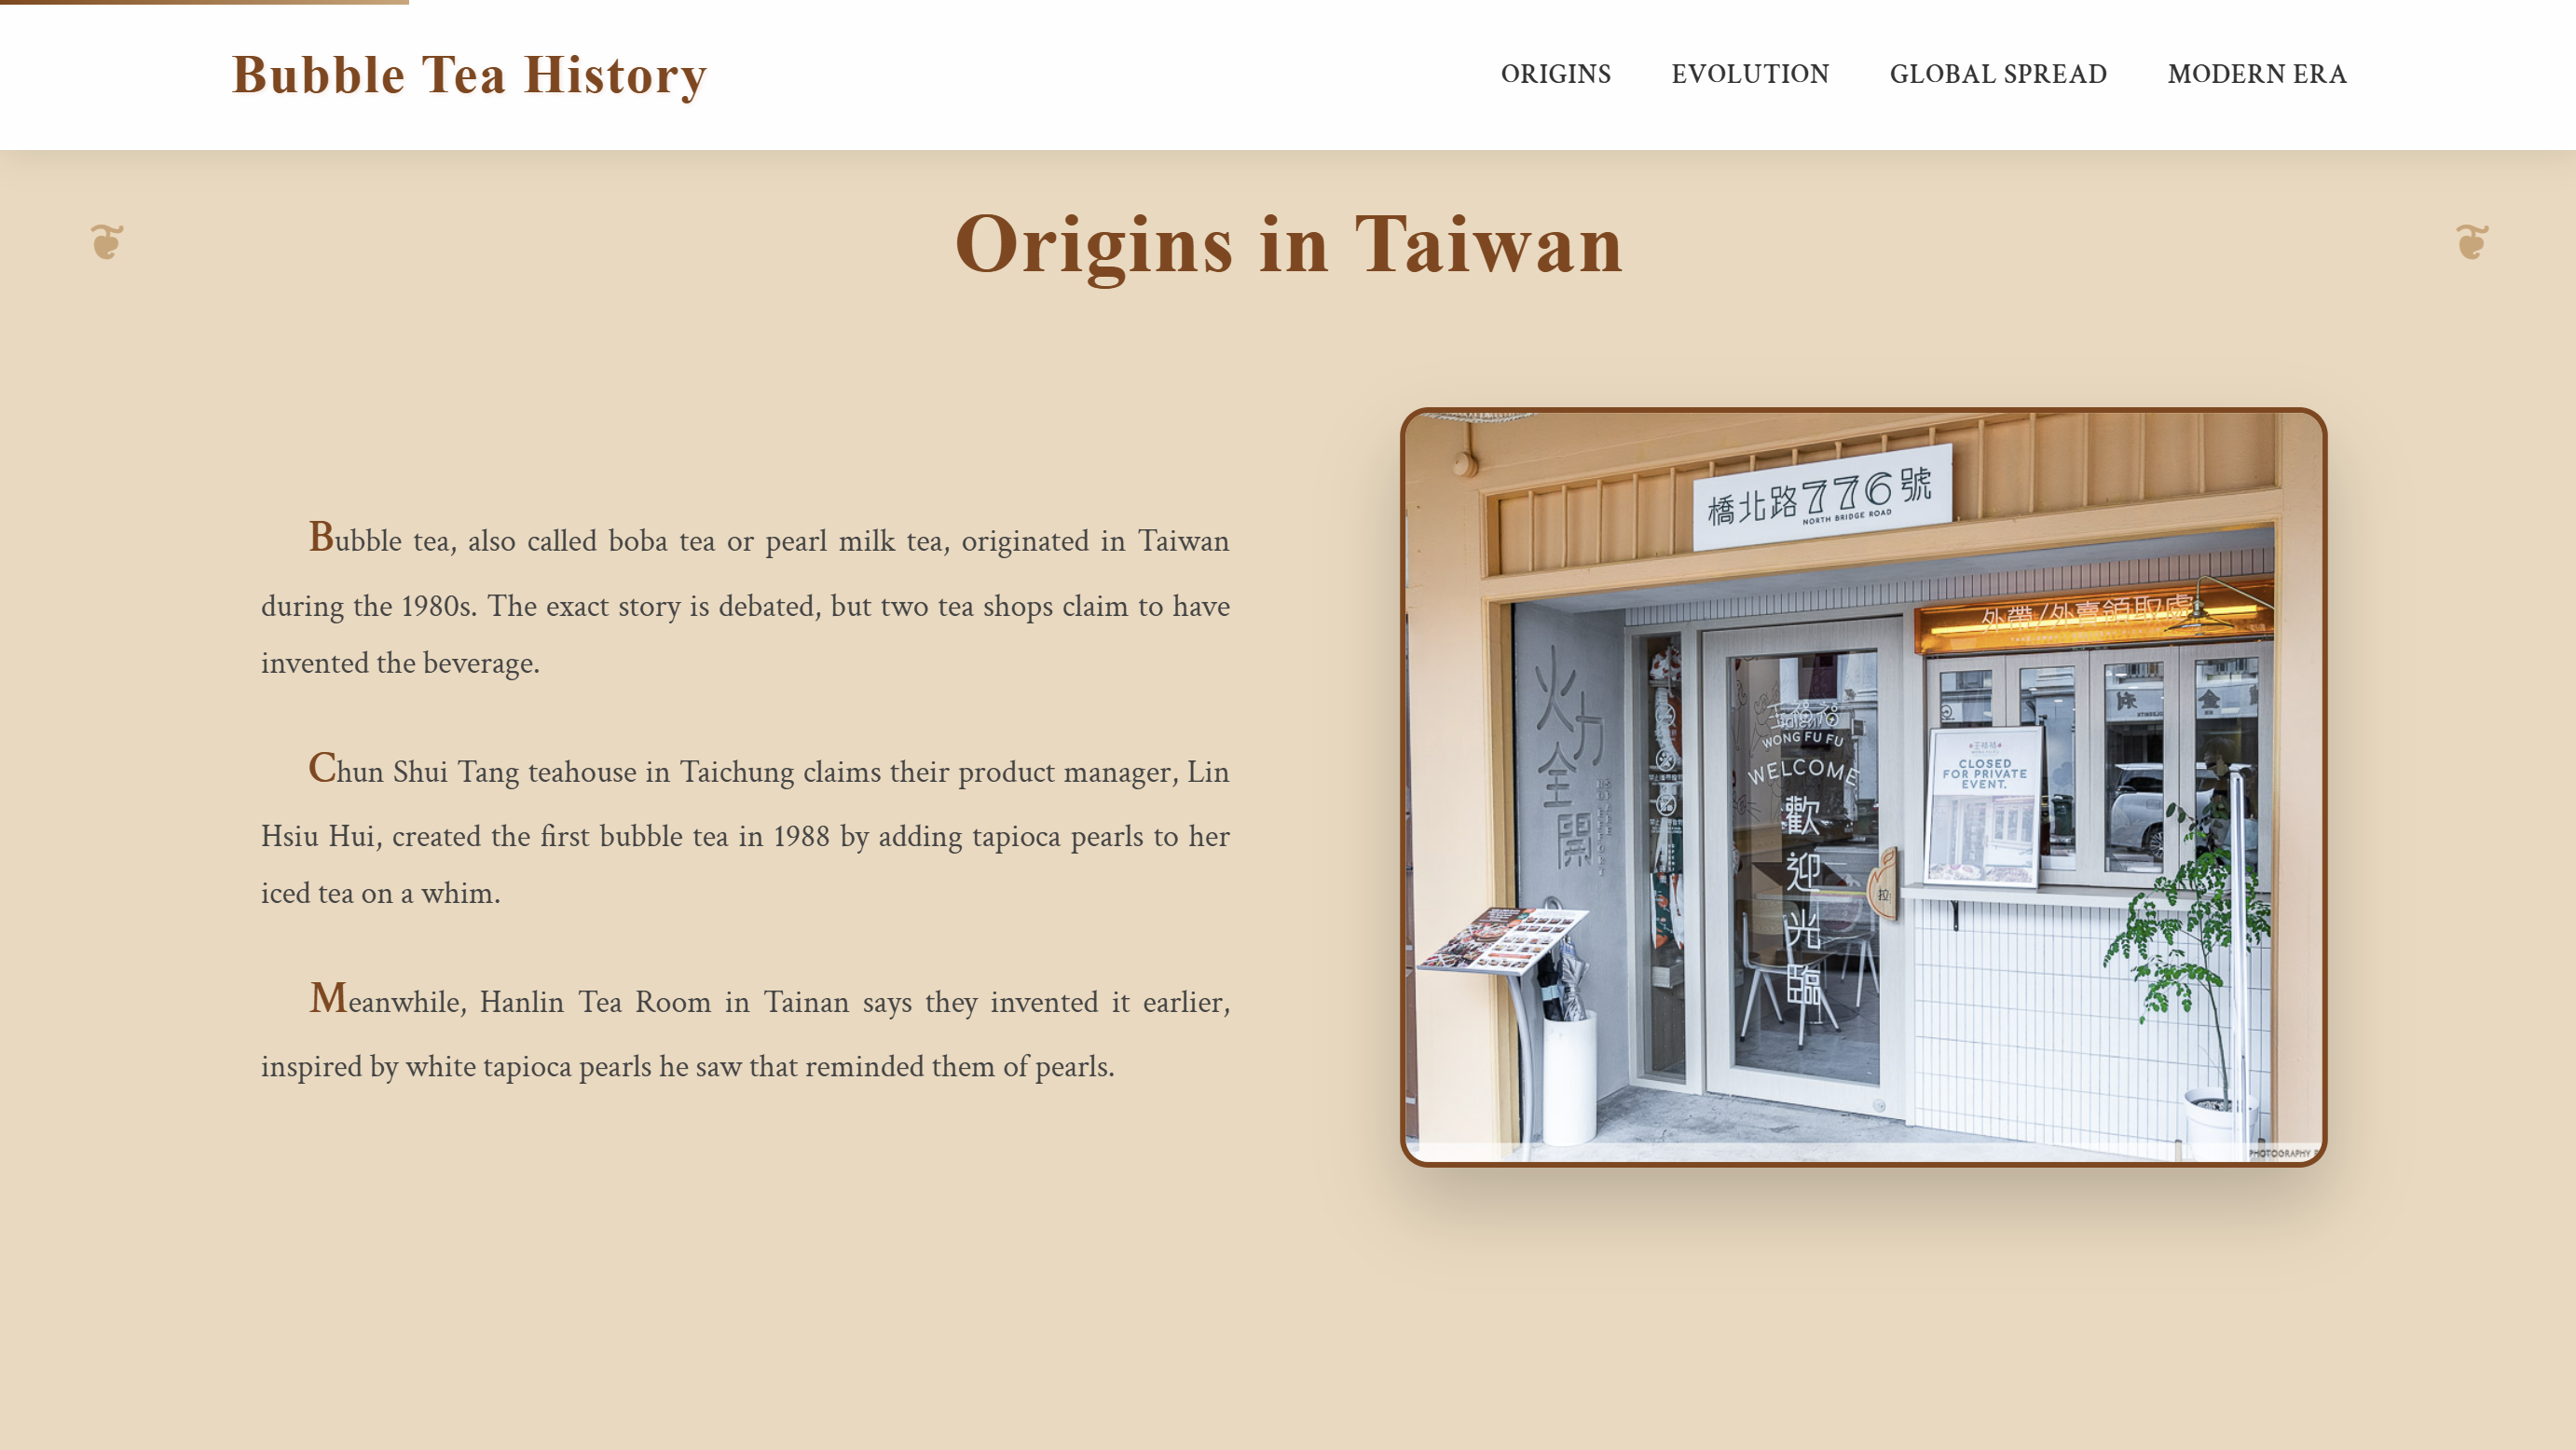 Bubble Tea History
ORIGINS EVOLUTION GLOBAL SPREAD MODERN ERA
Origins in Taiwan
Bubble tea, also called boba tea or pearl milk tea, originated in Taiwan
during the 1980s. The exact story is debated, but two tea shops claim to have
invented the beverage.
Chun Shui Tang teahouse in Taichung claims their product manager, Lin
Hsiu Hui, created the first bubble tea in 1988 by adding tapioca pearls to her
iced tea on a whim.
Meanwhile, Hanlin Tea Room in Tainan says they invented it earlier,
inspired by white tapioca pearls he saw that reminded them of pearls.
橋北路776號
NORTH BRIDGE ROAD
外帶/外賣領取處
火力全開
王福福
WONG FU FU
WELCOME
歡迎光臨
拉
WONG FU FU
CLOSED
FOR PRIVATE
EVENT.
PHOTOGRAPHY